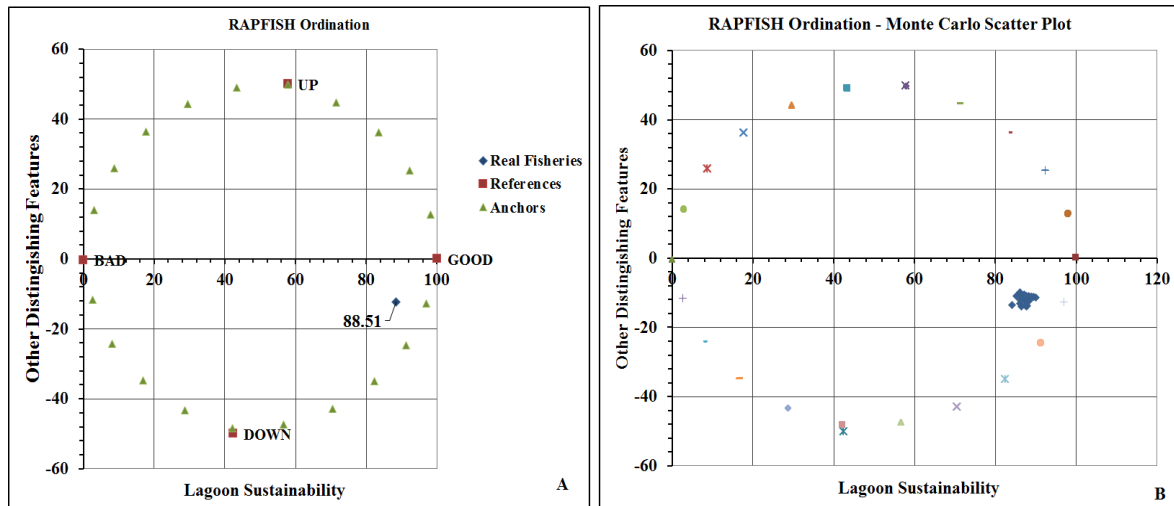 RAPFISH Ordination
60
40
20
0
-20
-40
-60
0
20
40
60
80
100
UP
BAD
GOOD
DOWN
88.51
Real Fisheries
References
Anchors
Other Distingishing Features
Lagoon Sustainability
A
RAPFISH Ordination - Monte Carlo Scatter Plot
60
40
20
0
-20
-40
-60
0
20
40
60
80
100
120
Other Distingishing Features
Lagoon Sustainability
B